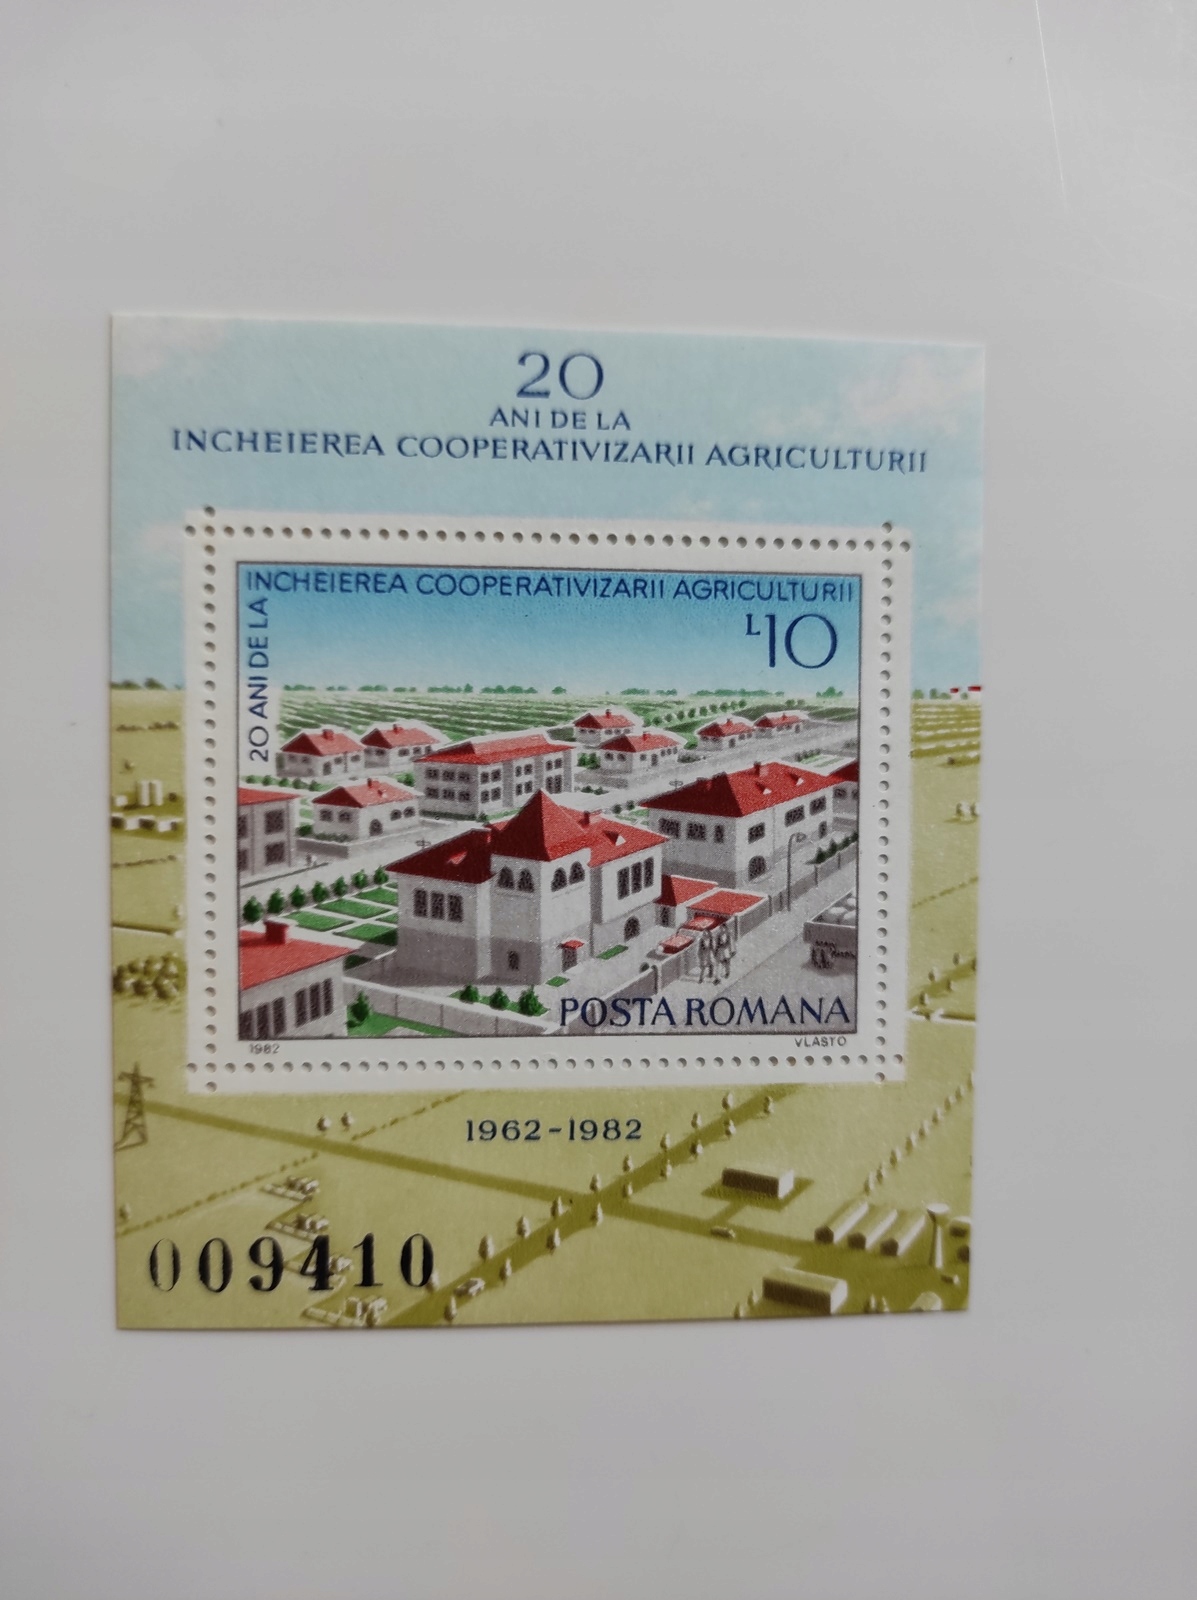 20
ANI DE LA
INCHEIEREA COOPERATIVIZARII AGRICULTURII
20 ANI DE LA
INCHEIEREA COOPERATIVIZARII AGRICULTURII
L10
POSTA ROMANA
1982
VLASTO
1962-1982
009410